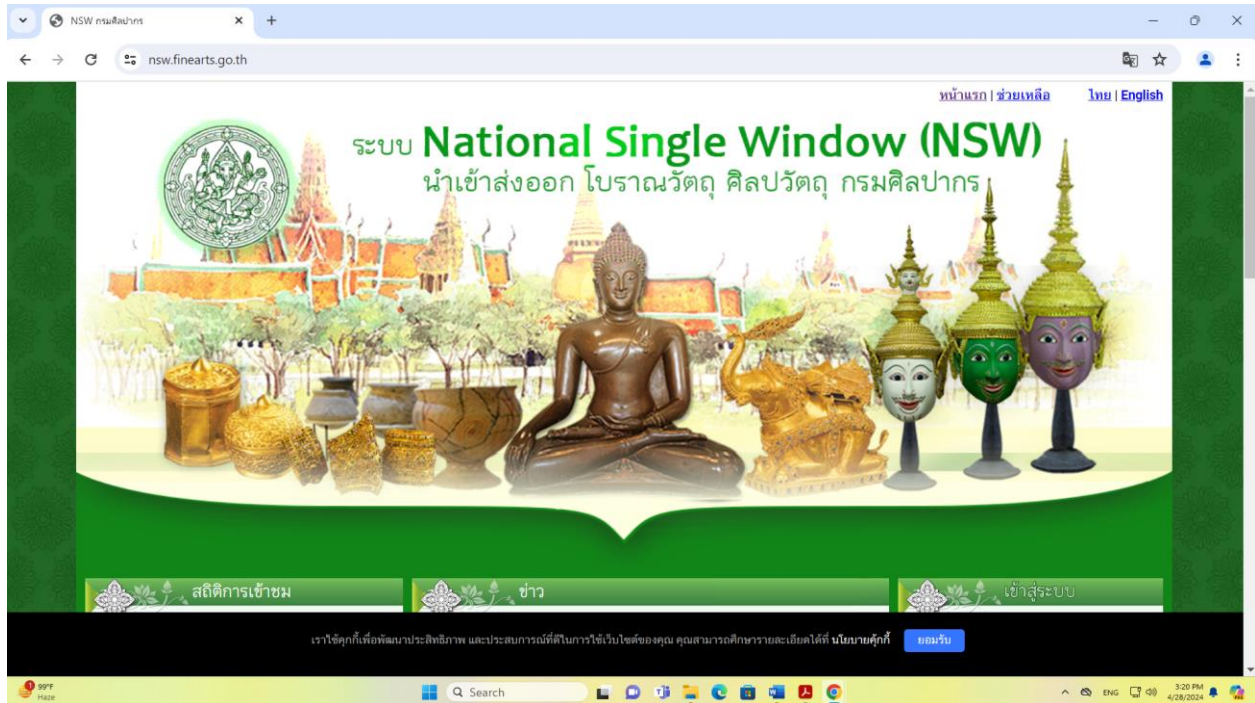 NSW กรมศิลปากร
nsw.finearts.go.th
หน้าแรก | ช่วยเหลือ ไทย | English
ระบบ National Single Window (NSW)
นำเข้าส่งออก โบราณวัตถุ ศิลปวัตถุ กรมศิลปากร
สถิติการเข้าชม
ข่าว
เข้าสู่ระบบ
เราใช้คุกกี้เพื่อพัฒนาประสิทธิภาพ และประสบการณ์ที่ดีในการใช้เว็บไซต์ของคุณ คุณสามารถศึกษารายละเอียดได้ที่ นโยบายคุ้กกี้ ยอมรับ
1
99°F
Haze
Search
ENG
3:20 PM
4/28/2024